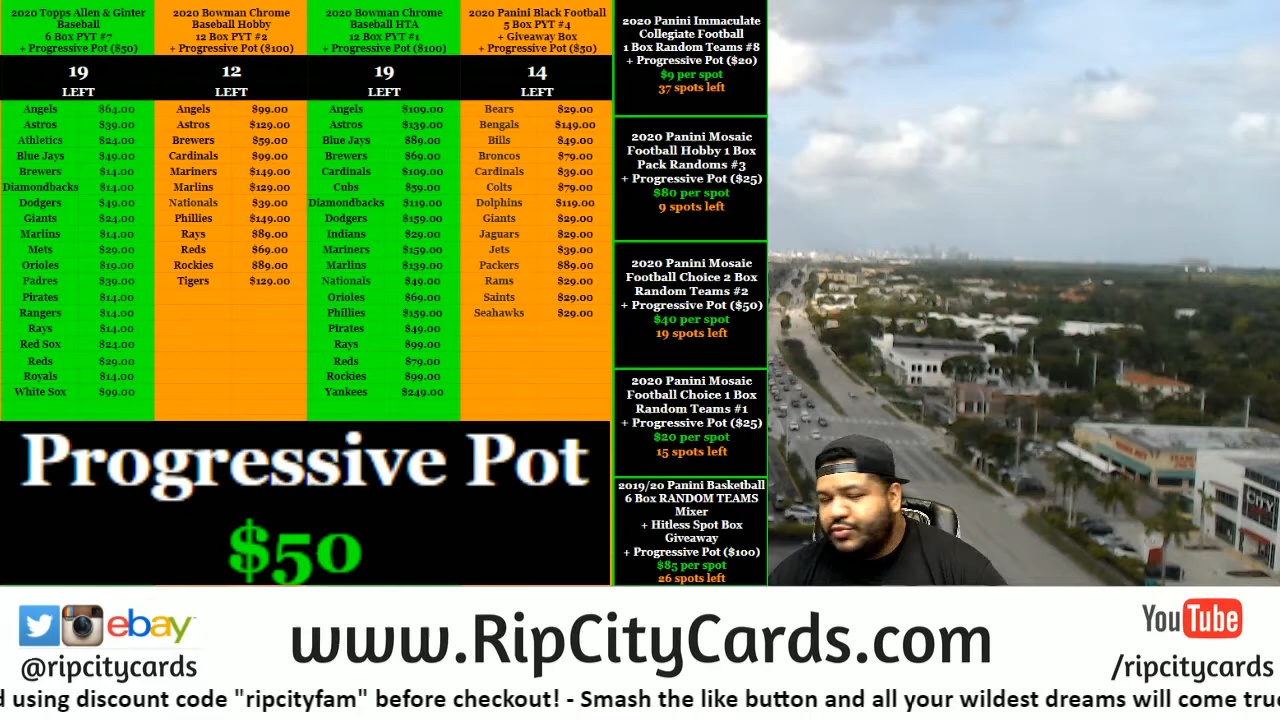 2020 Topps Allen & Ginter
Baseball
6 Box PYT #7
+ Progressive Pot ($50)
19
LEFT
Angels $64.00
Astros $39.00
Athletics $24.00
Blue Jays $49.00
Brewers $14.00
Diamondbacks $14.00
Dodgers $49.00
Giants $24.00
Marlins $14.00
Mets $29.00
Orioles $19.00
Padres $39.00
Pirates $14.00
Rangers $14.00
Rays $14.00
Red Sox $24.00
Reds $29.00
Royals $14.00
White Sox $99.00
2020 Bowman Chrome
Baseball Hobby
12 Box PYT #2
+ Progressive Pot ($100)
12
LEFT
Angels $99.00
Astros $129.00
Brewers $59.00
Cardinals $99.00
Mariners $149.00
Marlins $129.00
Nationals $39.00
Phillies $149.00
Rays $89.00
Reds $69.00
Rockies $89.00
Tigers $129.00
2020 Bowman Chrome
Baseball HTA
12 Box PYT #1
+ Progressive Pot ($100)
19
LEFT
Angels $109.00
Astros $139.00
Blue Jays $89.00
Brewers $69.00
Cardinals $109.00
Cubs $59.00
Diamondbacks $119.00
Dodgers $159.00
Indians $29.00
Mariners $159.00
Marlins $139.00
Nationals $49.00
Orioles $69.00
Phillies $159.00
Pirates $49.00
Rays $99.00
Reds $79.00
Rockies $99.00
Yankees $249.00
2020 Panini Black Football
5 Box PYT #4
+ Giveaway Box
+ Progressive Pot ($50)
14
LEFT
Bears $29.00
Bengals $149.00
Bills $49.00
Broncos $79.00
Cardinals $39.00
Colts $79.00
Dolphins $119.00
Giants $29.00
Jaguars $29.00
Jets $39.00
Packers $89.00
Rams $29.00
Saints $29.00
Seahawks $29.00
2020 Panini Immaculate
Collegiate Football
1 Box Random Teams #8
+ Progressive Pot ($20)
$9 per spot
37 spots left
2020 Panini Mosaic
Football Hobby 1 Box
Pack Randoms #3
+ Progressive Pot ($25)
$80 per spot
9 spots left
2020 Panini Mosaic
Football Choice 2 Box
Random Teams #2
+ Progressive Pot ($50)
$40 per spot
19 spots left
2020 Panini Mosaic
Football Choice 1 Box
Random Teams #1
+ Progressive Pot ($25)
$20 per spot
15 spots left
2019/20 Panini Basketball
6 Box RANDOM TEAMS
Mixer
+ Hitless Spot Box
Giveaway
+ Progressive Pot ($100)
$85 per spot
26 spots left
Progressive Pot
$50
ebay
@ripcitycards
www.RipCityCards.com
YouTube
/ripcitycards
d using discount code "ripcityfam" before checkout! - Smash the like button and all your wildest dreams will come true